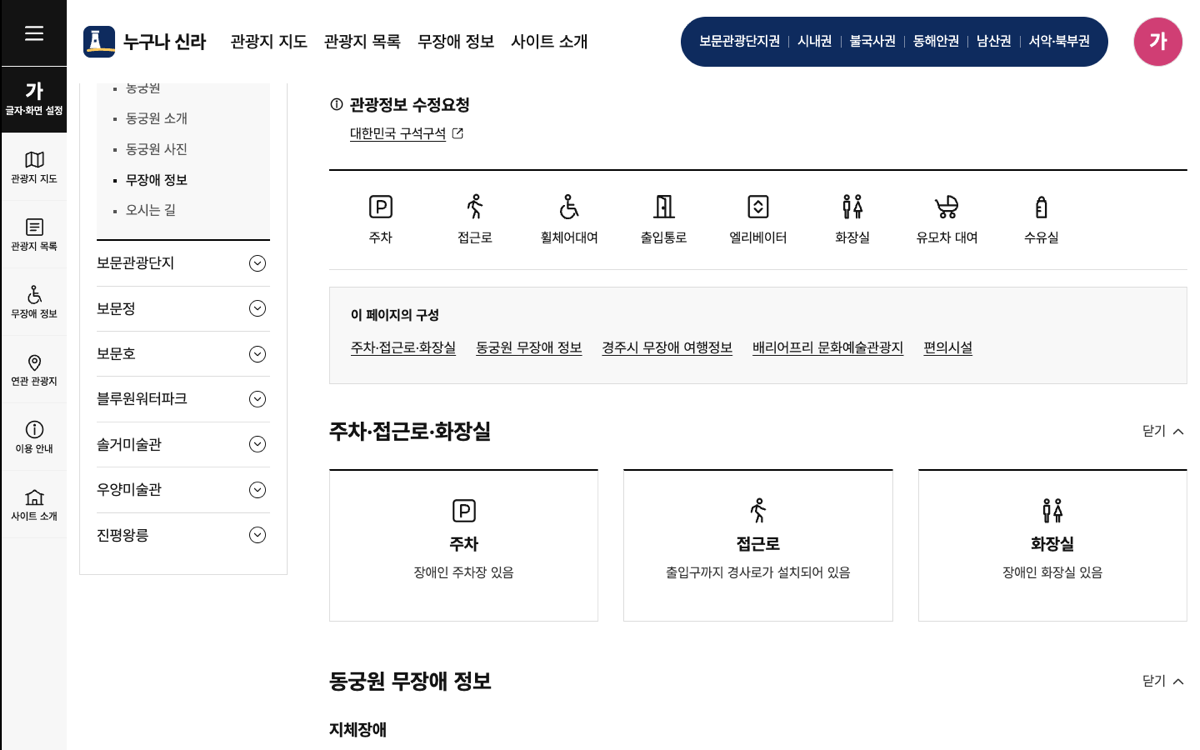 누구나 신라
관광지 지도 관광지 목록 무장애 정보 사이트 소개
보문관광단지권 시내권 불국사권 동해안권 남산권 서악·북부권
가
가
글자·화면 설정
관광지 지도
관광지 목록
무장애 정보
연관 관광지
이용 안내
사이트 소개
동궁원
동궁원 소개
동궁원 사진
무장애 정보
오시는 길
보문관광단지
보문정
보문호
블루원워터파크
솔거미술관
우양미술관
진평왕릉
관광정보 수정요청
대한민국 구석구석
주차 접근로 휠체어대여 출입통로 엘리베이터 화장실 유모차 대여 수유실
이 페이지의 구성
주차·접근로·화장실 동궁원 무장애 정보 경주시 무장애 여행정보 배리어프리 문화예술관광지 편의시설
주차·접근로·화장실 닫기
주차
장애인 주차장 있음
접근로
출입구까지 경사로가 설치되어 있음
화장실
장애인 화장실 있음
동궁원 무장애 정보 닫기
지체장애